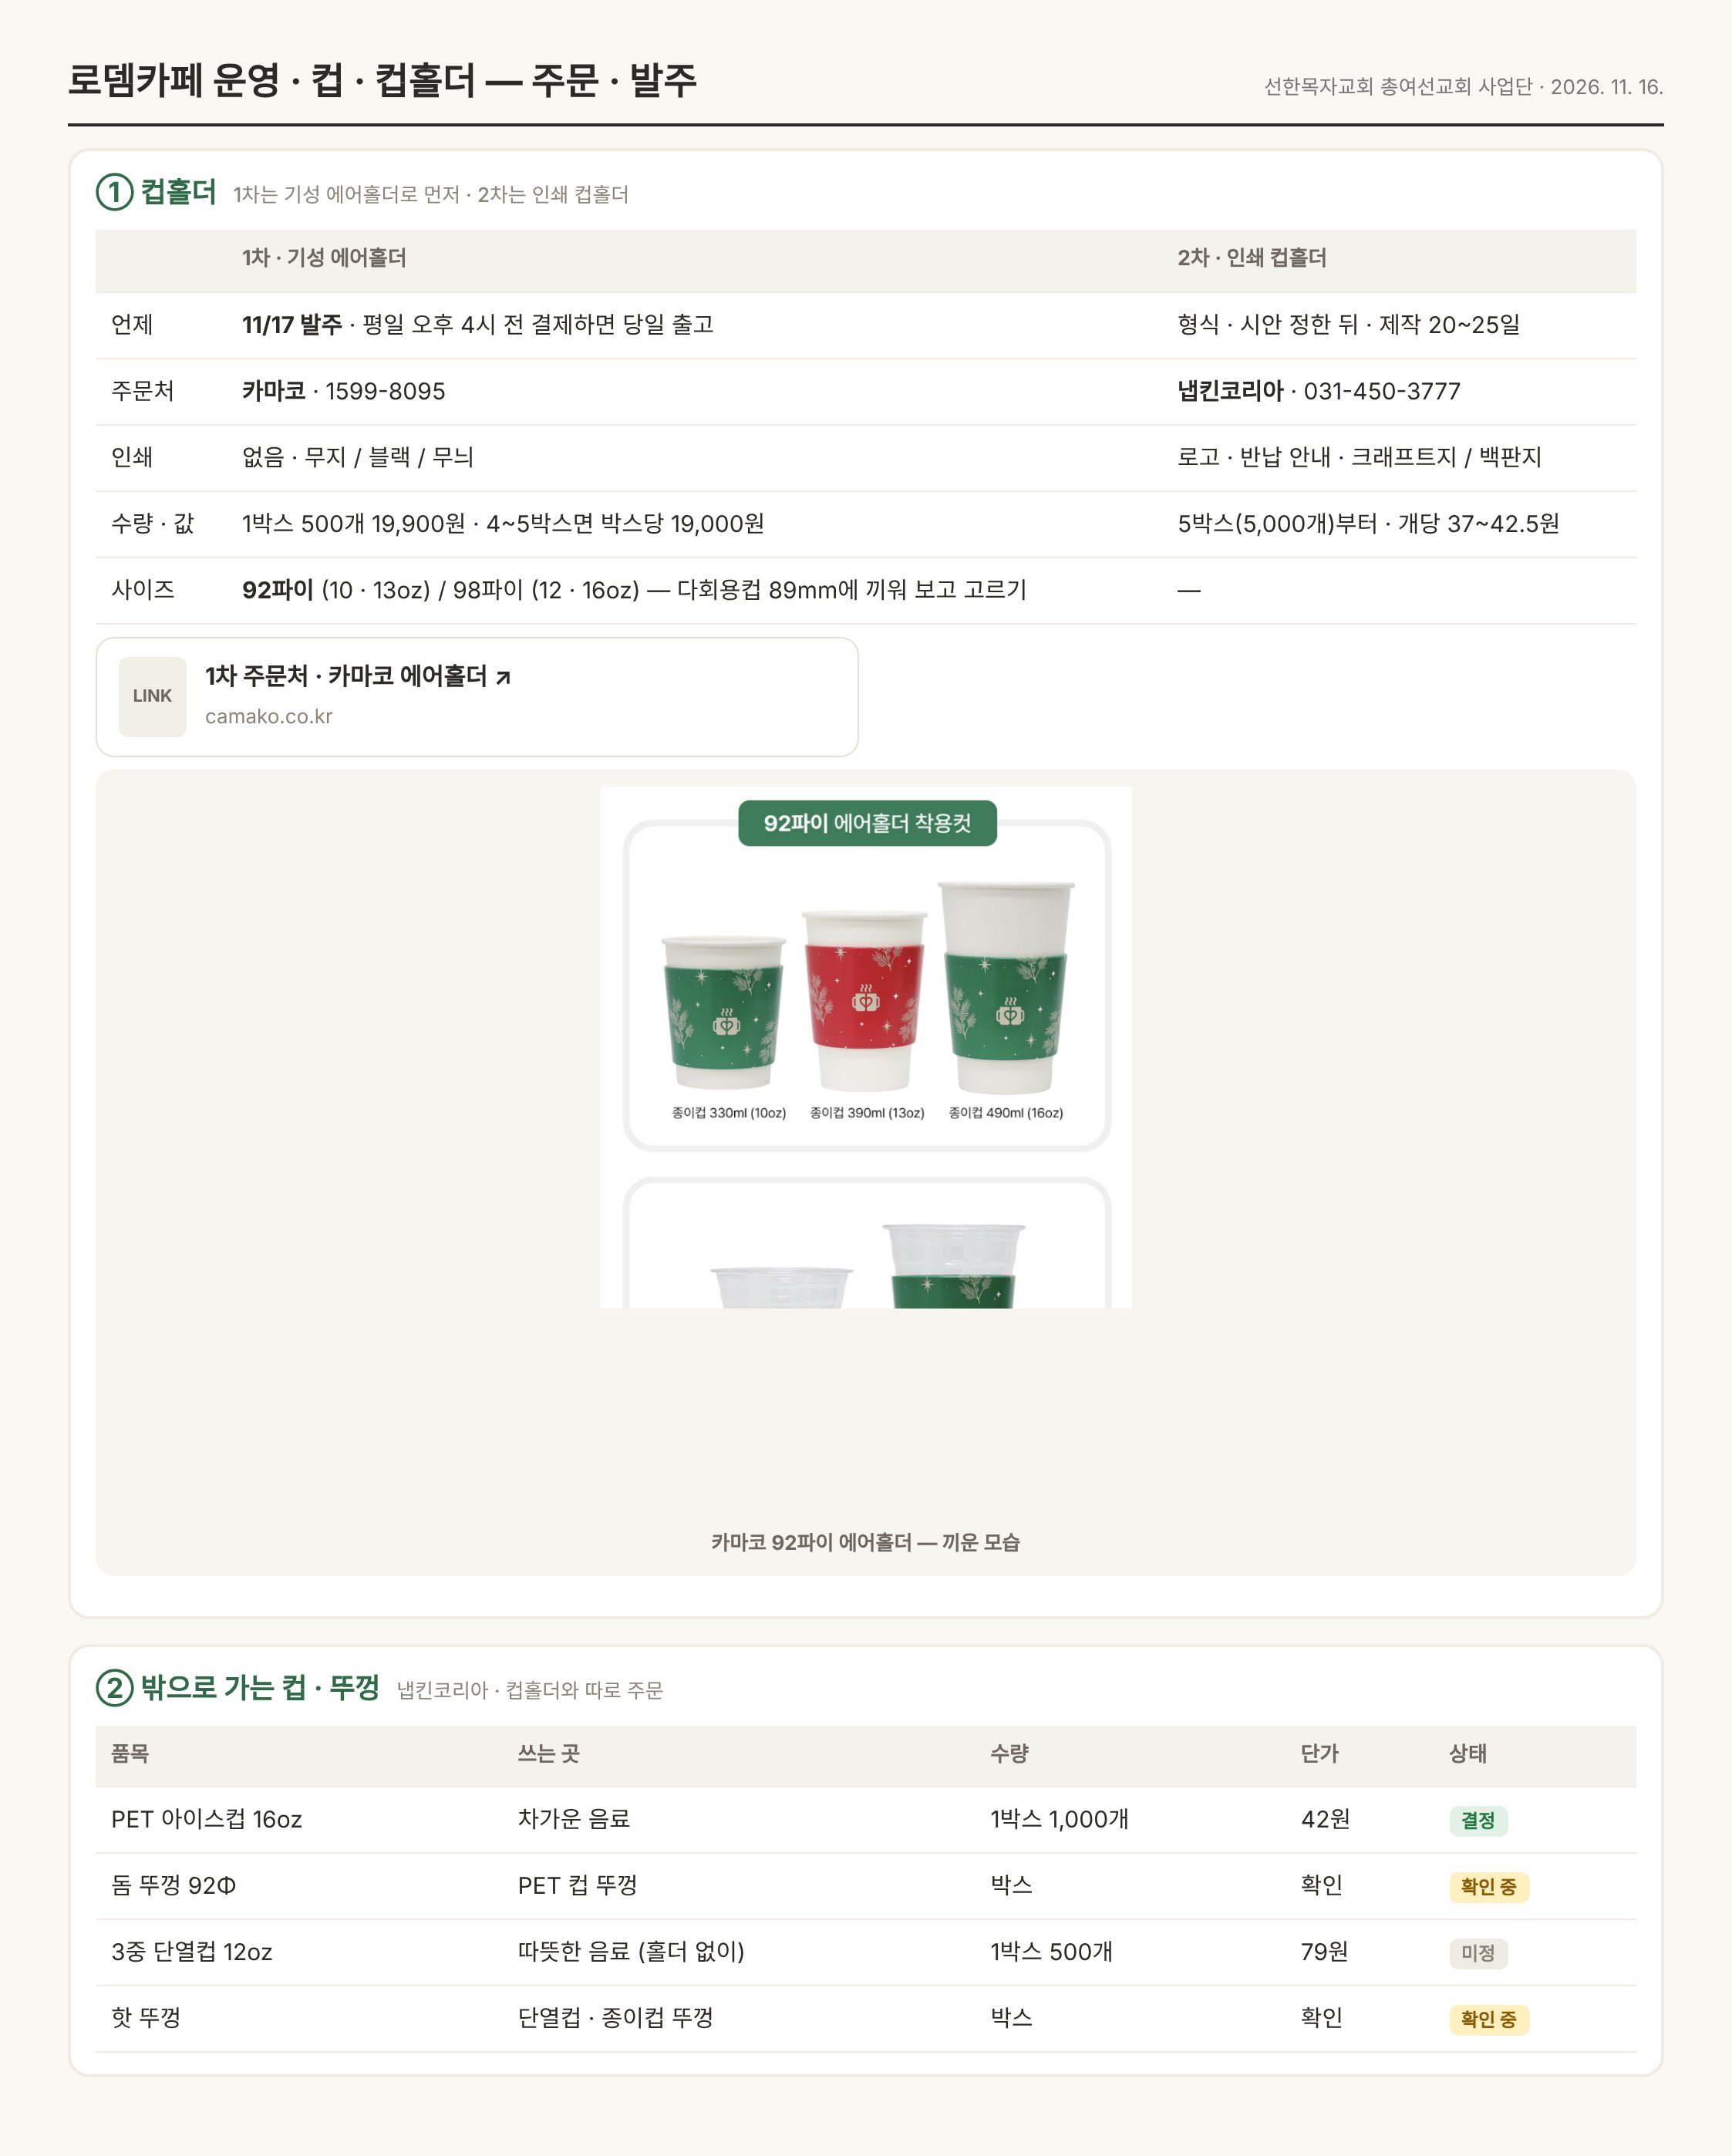 로뎀카페 운영 · 컵 · 컵홀더 — 주문 · 발주
선한목자교회 총여선교회 사업단 · 2026. 11. 16.
① 컵홀더 1차는 기성 에어홀더로 먼저 · 2차는 인쇄 컵홀더
1차 · 기성 에어홀더 2차 · 인쇄 컵홀더
언제 11/17 발주 · 평일 오후 4시 전 결제하면 당일 출고 형식 · 시안 정한 뒤 · 제작 20~25일
주문처 카마코 · 1599-8095 냅킨코리아 · 031-450-3777
인쇄 없음 · 무지 / 블랙 / 무늬 로고 · 반납 안내 · 크래프트지 / 백판지
수량 · 값 1박스 500개 19,900원 · 4~5박스면 박스당 19,000원 5박스(5,000개)부터 · 개당 37~42.5원
사이즈 92파이 (10 · 13oz) / 98파이 (12 · 16oz) — 다회용컵 89mm에 끼워 보고 고르기 —
LINK
1차 주문처 · 카마코 에어홀더 ↗
camako.co.kr
92파이 에어홀더 착용컷
종이컵 330ml (10oz) 종이컵 390ml (13oz) 종이컵 490ml (16oz)
카마코 92파이 에어홀더 — 끼운 모습
② 밖으로 가는 컵 · 뚜껑 냅킨코리아 · 컵홀더와 따로 주문
품목 쓰는 곳 수량 단가 상태
PET 아이스컵 16oz 차가운 음료 1박스 1,000개 42원 결정
돔 뚜껑 92Φ PET 컵 뚜껑 박스 확인 확인 중
3중 단열컵 12oz 따뜻한 음료 (홀더 없이) 1박스 500개 79원 미정
핫 뚜껑 단열컵 · 종이컵 뚜껑 박스 확인 확인 중